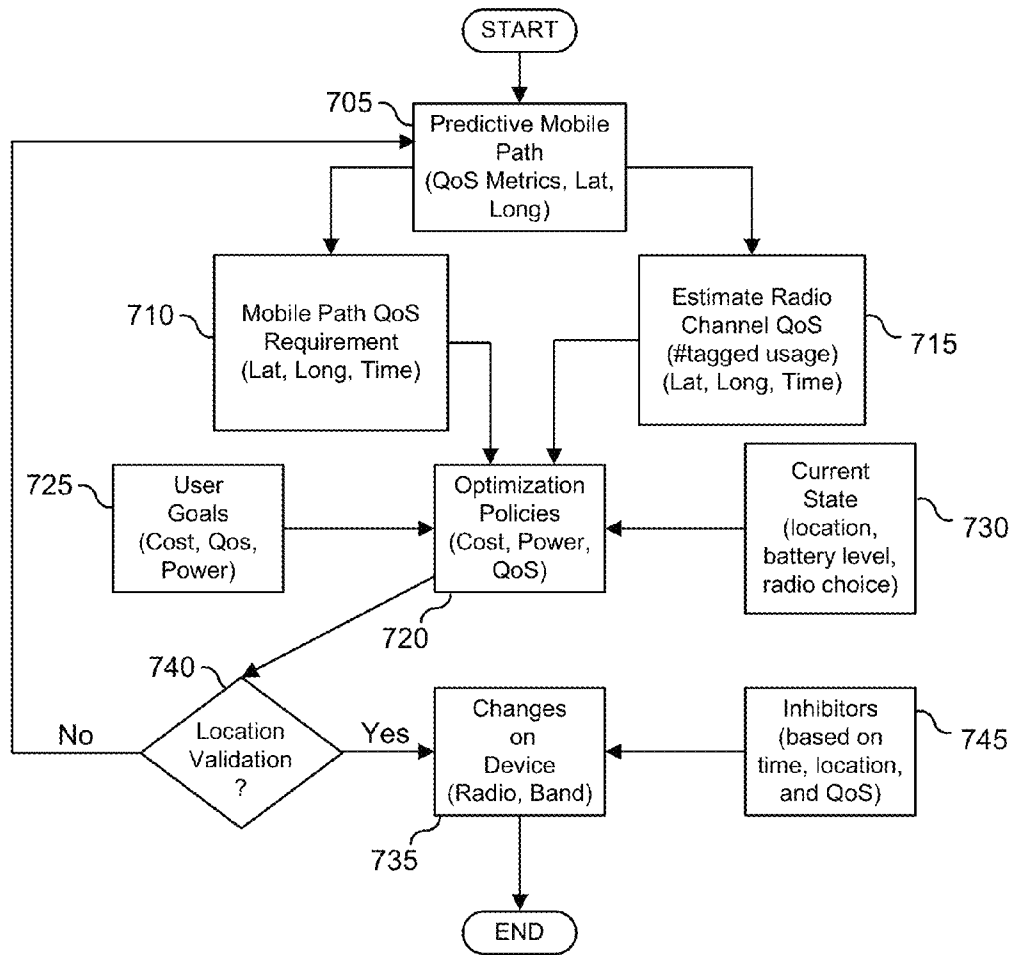 START
705
Predictive Mobile
Path
(QoS Metrics, Lat,
Long)
710
Mobile Path QoS
Requirement
(Lat, Long, Time)
Estimate Radio
Channel QoS
(#tagged usage)
(Lat, Long, Time)
715
725
User
Goals
(Cost, Qos,
Power)
Optimization
Policies
(Cost, Power,
QoS)
720
Current
State
(location,
battery level,
radio choice)
730
740
Location
Validation
?
No
Yes
Changes
on
Device
(Radio, Band)
735
Inhibitors
(based on
time, location,
and QoS)
745
END